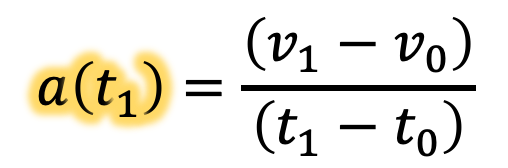 a(t₁) = (v₁ − v₀) / (t₁ − t₀)